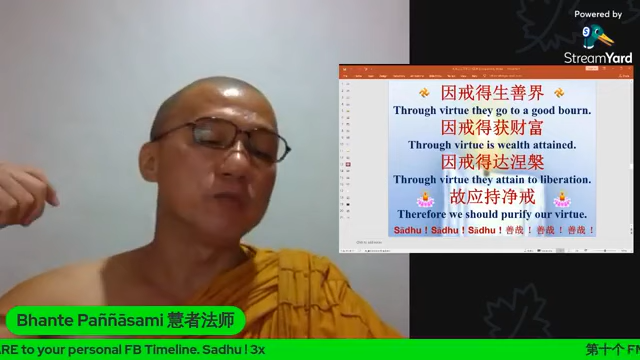 Powered by
StreamYard
因戒得生善界
Through virtue they go to a good bourn.
因戒得获财富
Through virtue is wealth attained.
因戒得达涅槃
Through virtue they attain to liberation.
故应持净戒
Therefore we should purify our virtue.
Sādhu ! Sādhu ! Sādhu ! 善哉 ！ 善哉 ！ 善哉 ！
Bhante Paññāsami 慧者法师
ARE to your personal FB Timeline. Sadhu ! 3x
第十个